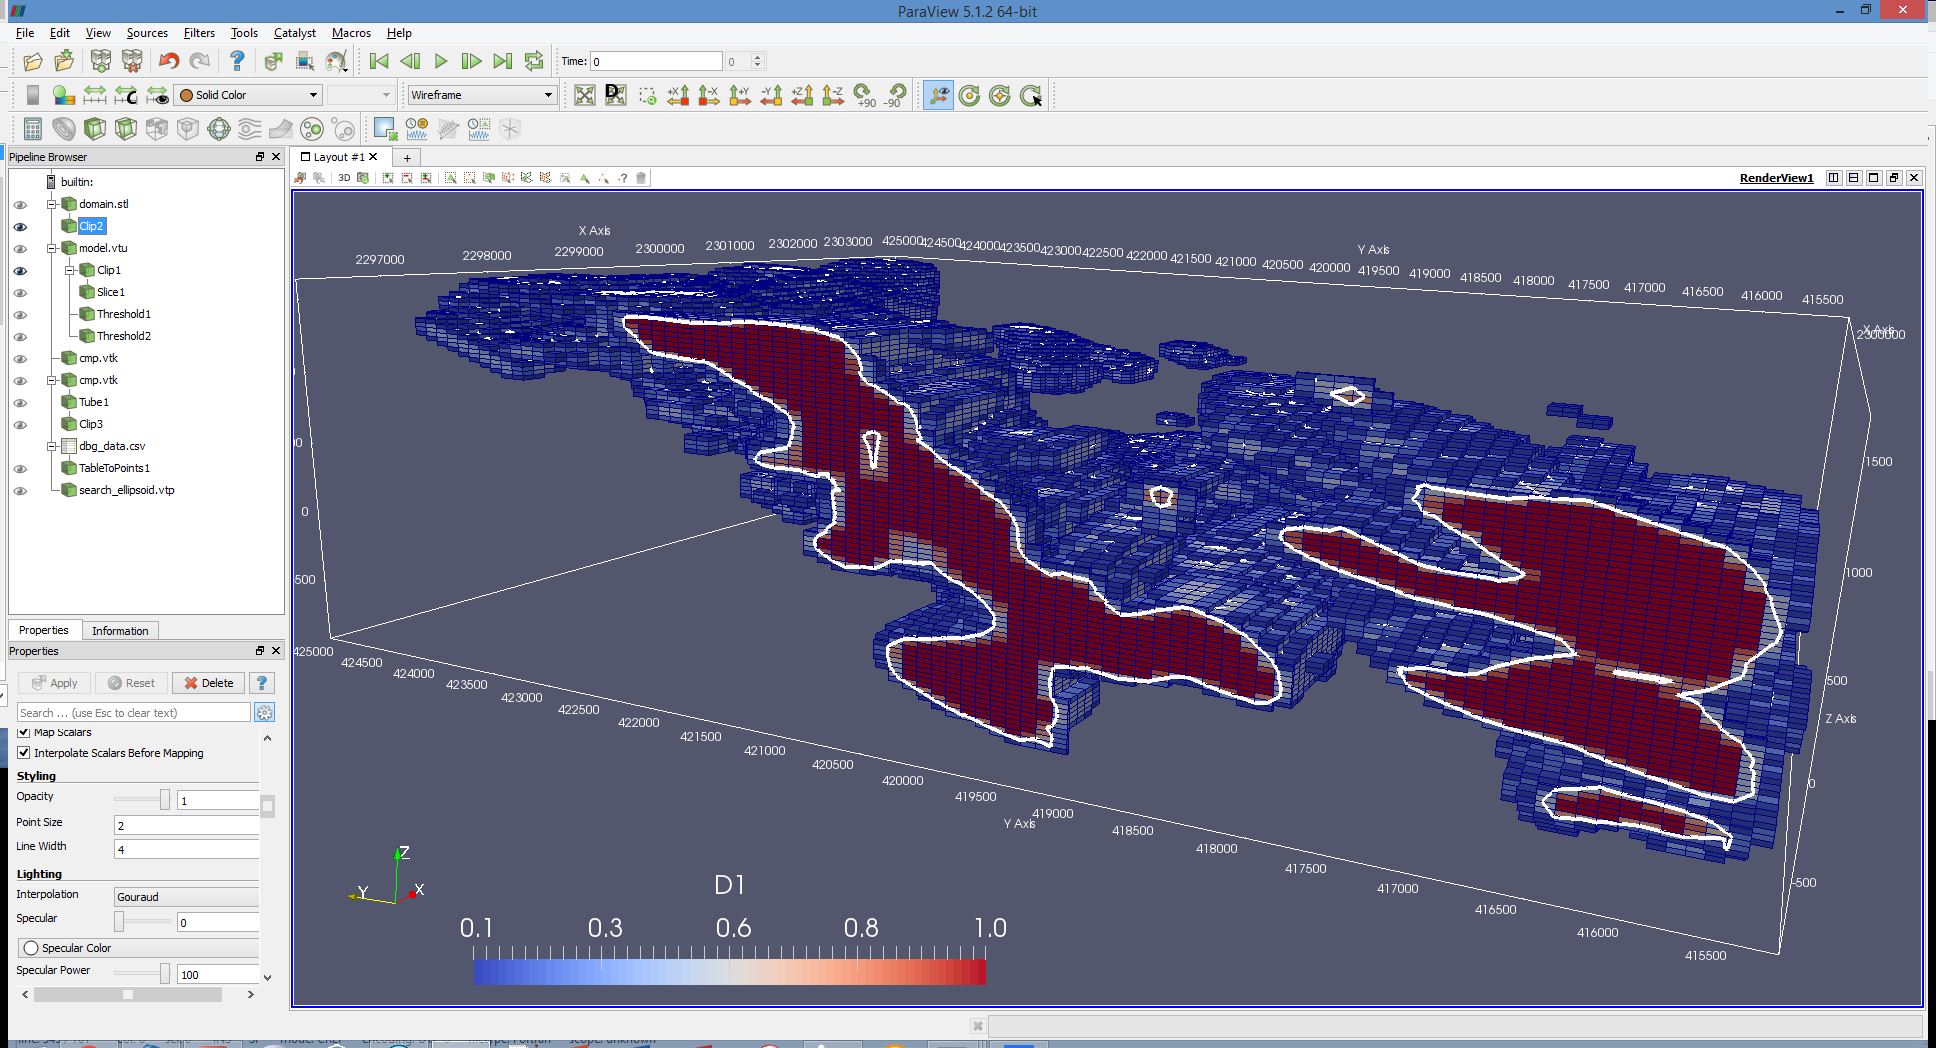 ParaView 5.1.2 64-bit
File Edit View Sources Filters Tools Catalyst Macros Help
Time: 0 0
Solid Color Wireframe +X -X +Y -Y +Z -Z +90 -90
Pipeline Browser
Layout #1 +
3D
RenderView1
builtin:
domain.stl
Clip2
model.vtu
Clip1
Slice1
Threshold1
Threshold2
cmp.vtk
cmp.vtk
Tube1
Clip3
dbg_data.csv
TableToPoints1
search_ellipsoid.vtp
Properties Information
Properties
Apply Reset Delete ?
Search ... (use Esc to clear text)
Map Scalars
Interpolate Scalars Before Mapping
Styling
Opacity 1
Point Size 2
Line Width 4
Lighting
Interpolation Gouraud
Specular 0
Specular Color
Specular Power 100
X Axis
2297000 2298000 2299000 2300000 2301000 2302000 2303000
Y Axis
425000 424500 424000 423500 423000 422500 422000 421500 421000 420500 420000 419500 419000 418500 418000 417500 417000 416500 416000 415500
X Axis
2300000
1500
1000
500
Z Axis
0
-500
0
0
-500
425000 424500 424000 423500 423000 422500 422000 421500 421000 420500 420000 419500 419000 418500 418000 417500 417000 416500 416000 415500
Y Axis
Z
Y
X
D1
0.1 0.3 0.6 0.8 1.0